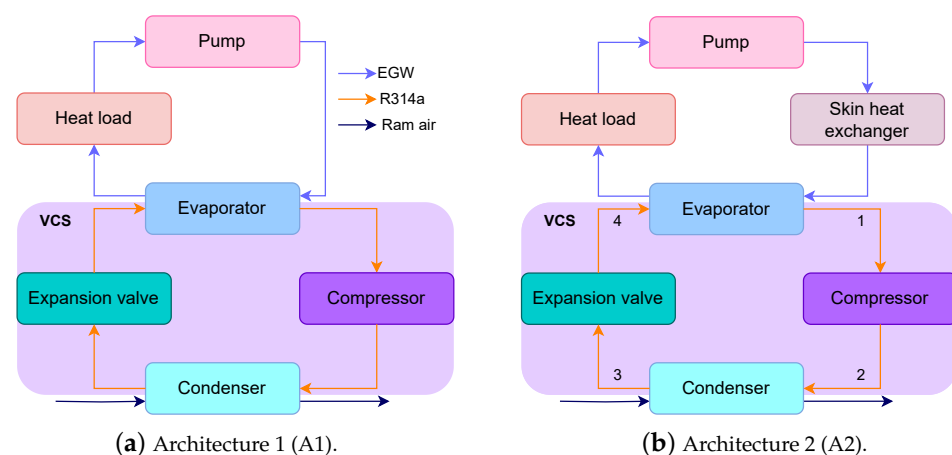 Pump
EGW
R314a
Ram air
Heat load
Evaporator
VCS
Expansion valve
Compressor
Condenser
(a) Architecture 1 (A1).
Pump
Heat load
Skin heat
exchanger
Evaporator
VCS
4
1
Expansion valve
Compressor
3
2
Condenser
(b) Architecture 2 (A2).